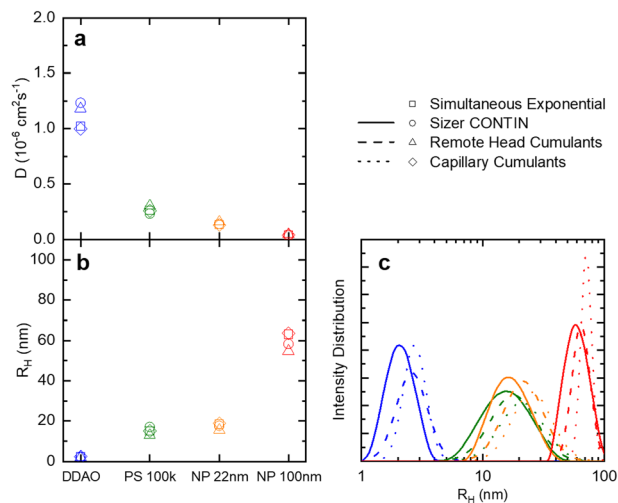 a
2.0
1.5
1.0
0.5
0.0
D (10⁻⁶ cm²s⁻¹)
Simultaneous Exponential
Sizer CONTIN
Remote Head Cumulants
Capillary Cumulants
b
100
80
60
40
20
0
R_H (nm)
DDAO PS 100k NP 22nm NP 100nm
c
Intensity Distribution
1 10 100
R_H (nm)